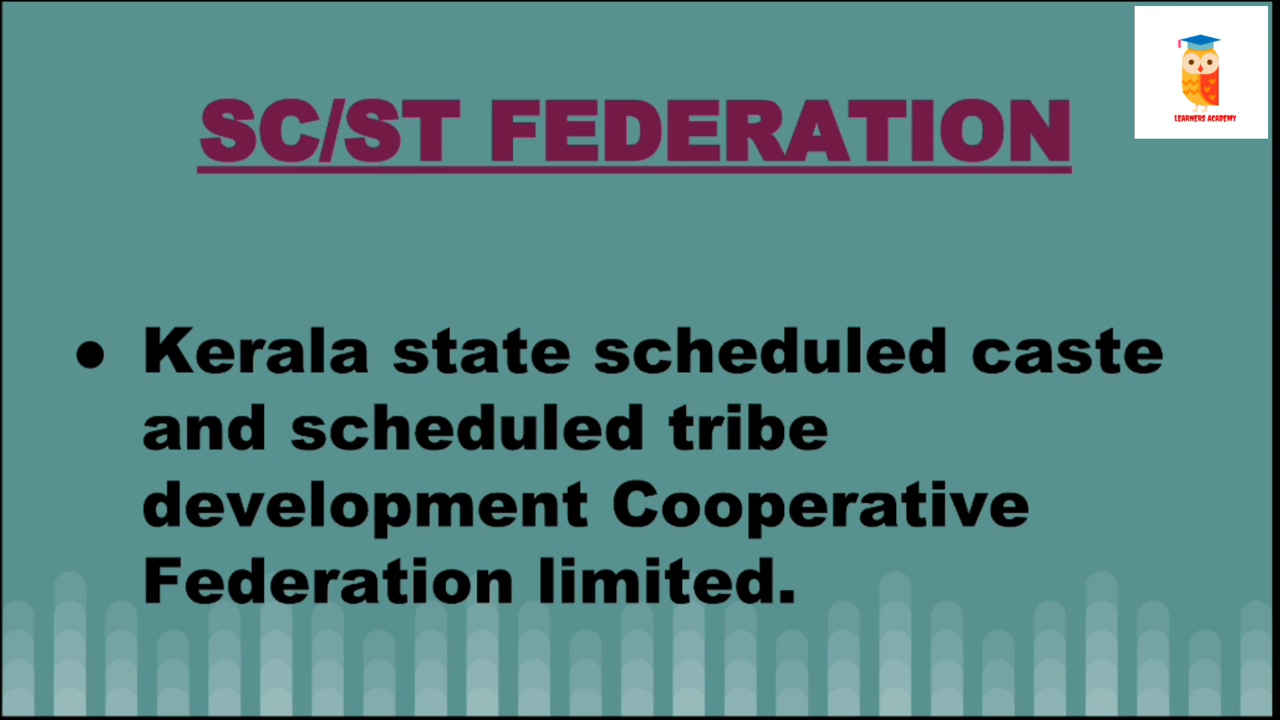 SC/ST FEDERATION
LEARNERS ACADEMY
● Kerala state scheduled caste
and scheduled tribe
development Cooperative
Federation limited.